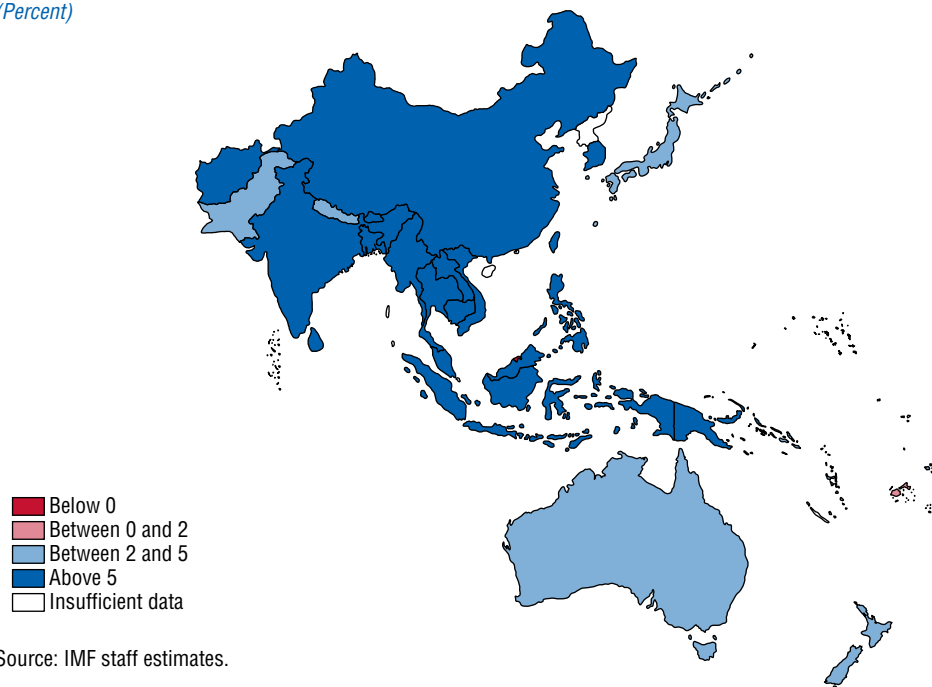 (Percent)
Below 0
Between 0 and 2
Between 2 and 5
Above 5
Insufficient data
Source: IMF staff estimates.